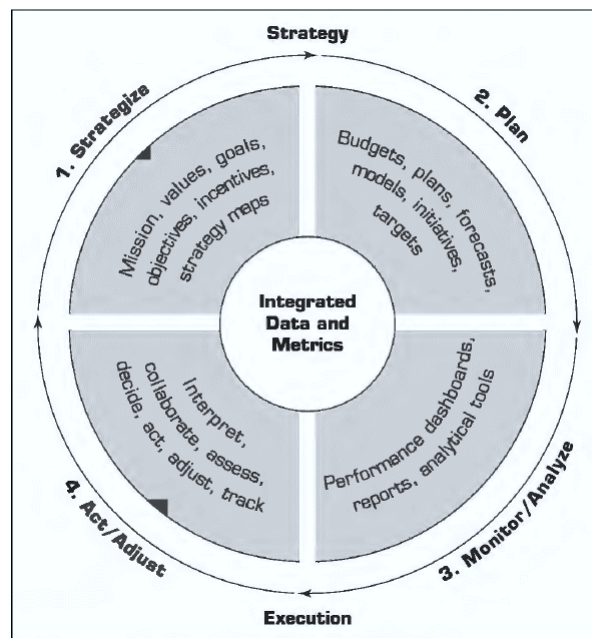 Strategy
1. Strategize
2. Plan
Mission, values, goals,
objectives, incentives,
strategy maps
Budgets, plans, forecasts,
models, initiatives,
targets
Integrated
Data and
Metrics
Interpret,
collaborate, assess,
decide, act, adjust, track
Performance dashboards,
reports, analytical tools
4. Act/Adjust
3. Monitor/Analyze
Execution